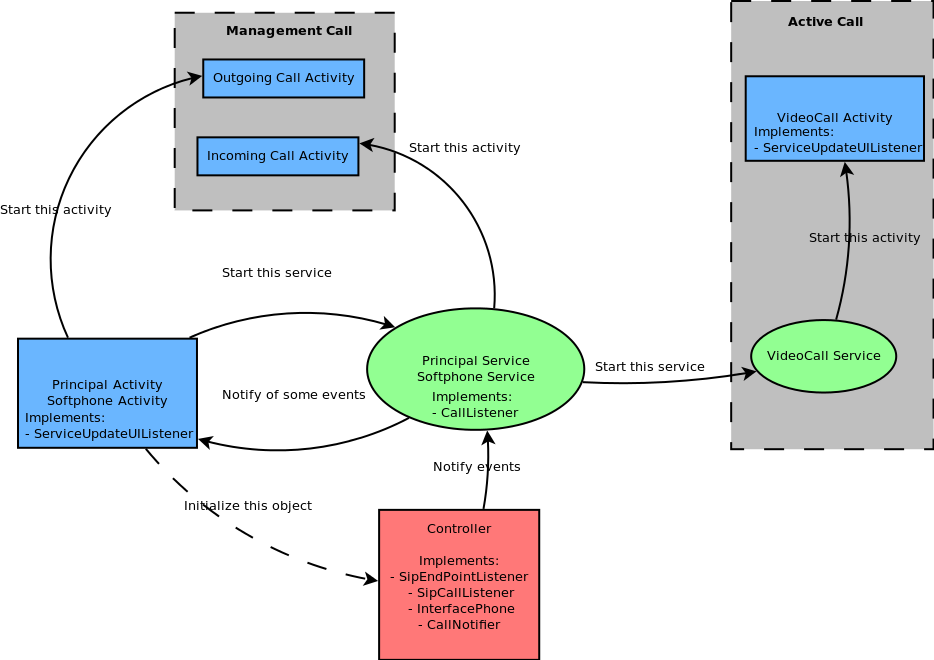 Management Call
Outgoing Call Activity
Incoming Call Activity
Active Call
VideoCall Activity
Implements:
- ServiceUpdateUIListener
Start this activity
Start this activity
Start this activity
Start this service
Principal Activity
Softphone Activity
Implements:
- ServiceUpdateUIListener
Notify of some events
Principal Service
Softphone Service
Implements:
- CallListener
Start this service
VideoCall Service
Notify events
Initialize this object
Controller
Implements:
- SipEndPointListener
- SipCallListener
- InterfacePhone
- CallNotifier